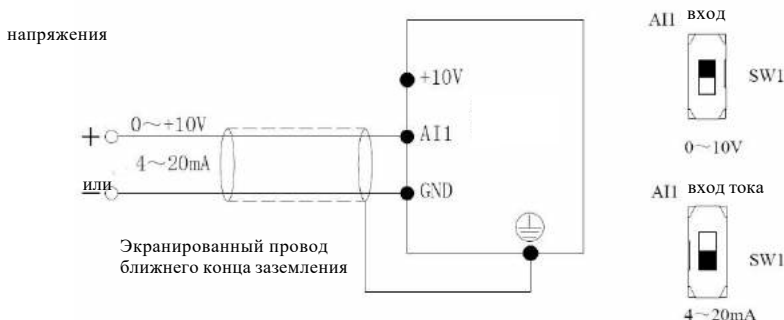 напряжения
AI1 вход
+10V
SW1
0～+10V
AI1
0～10V
4～20mA
или
GND
AI1 вход тока
Экранированный провод
ближнего конца заземления
SW1
4～20mA